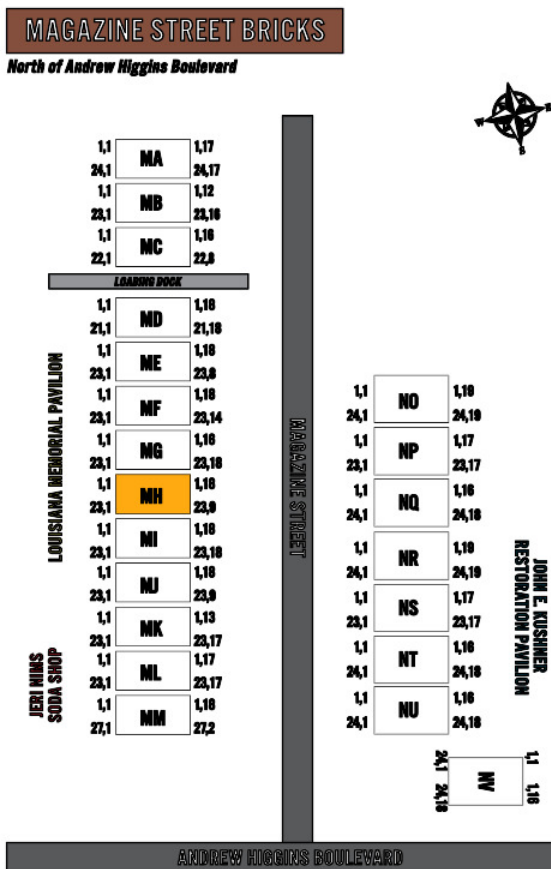 MAGAZINE STREET BRICKS
North of Andrew Higgins Boulevard
N
E
S
W
1,1 MA 1,17
24,1 24,17
1,1 MB 1,12
23,1 23,16
1,1 MC 1,16
22,1 22,8
LOADING DOCK
1,1 MD 1,18
21,1 21,18
1,1 ME 1,18
23,1 23,8
1,1 MF 1,18
23,1 23,14
1,1 MG 1,16
23,1 23,18
1,1 MH 1,18
23,1 23,9
1,1 MI 1,18
23,1 23,18
1,1 MJ 1,18
23,1 23,9
1,1 MK 1,13
23,1 23,17
1,1 ML 1,17
23,1 23,17
1,1 MM 1,18
27,1 27,2
LOUISIANA MEMORIAL PAVILION
JERI NIMS
SODA SHOP
MAGAZINE STREET
1,1 NO 1,19
24,1 24,19
1,1 NP 1,17
23,1 23,17
1,1 NQ 1,16
24,1 24,18
1,1 NR 1,19
24,1 24,19
1,1 NS 1,17
23,1 23,17
1,1 NT 1,16
24,1 24,18
1,1 NU 1,16
24,1 24,18
1,1 NV 1,18
24,1 24,18
JOHN E. KUSHNER
RESTORATION PAVILION
ANDREW HIGGINS BOULEVARD